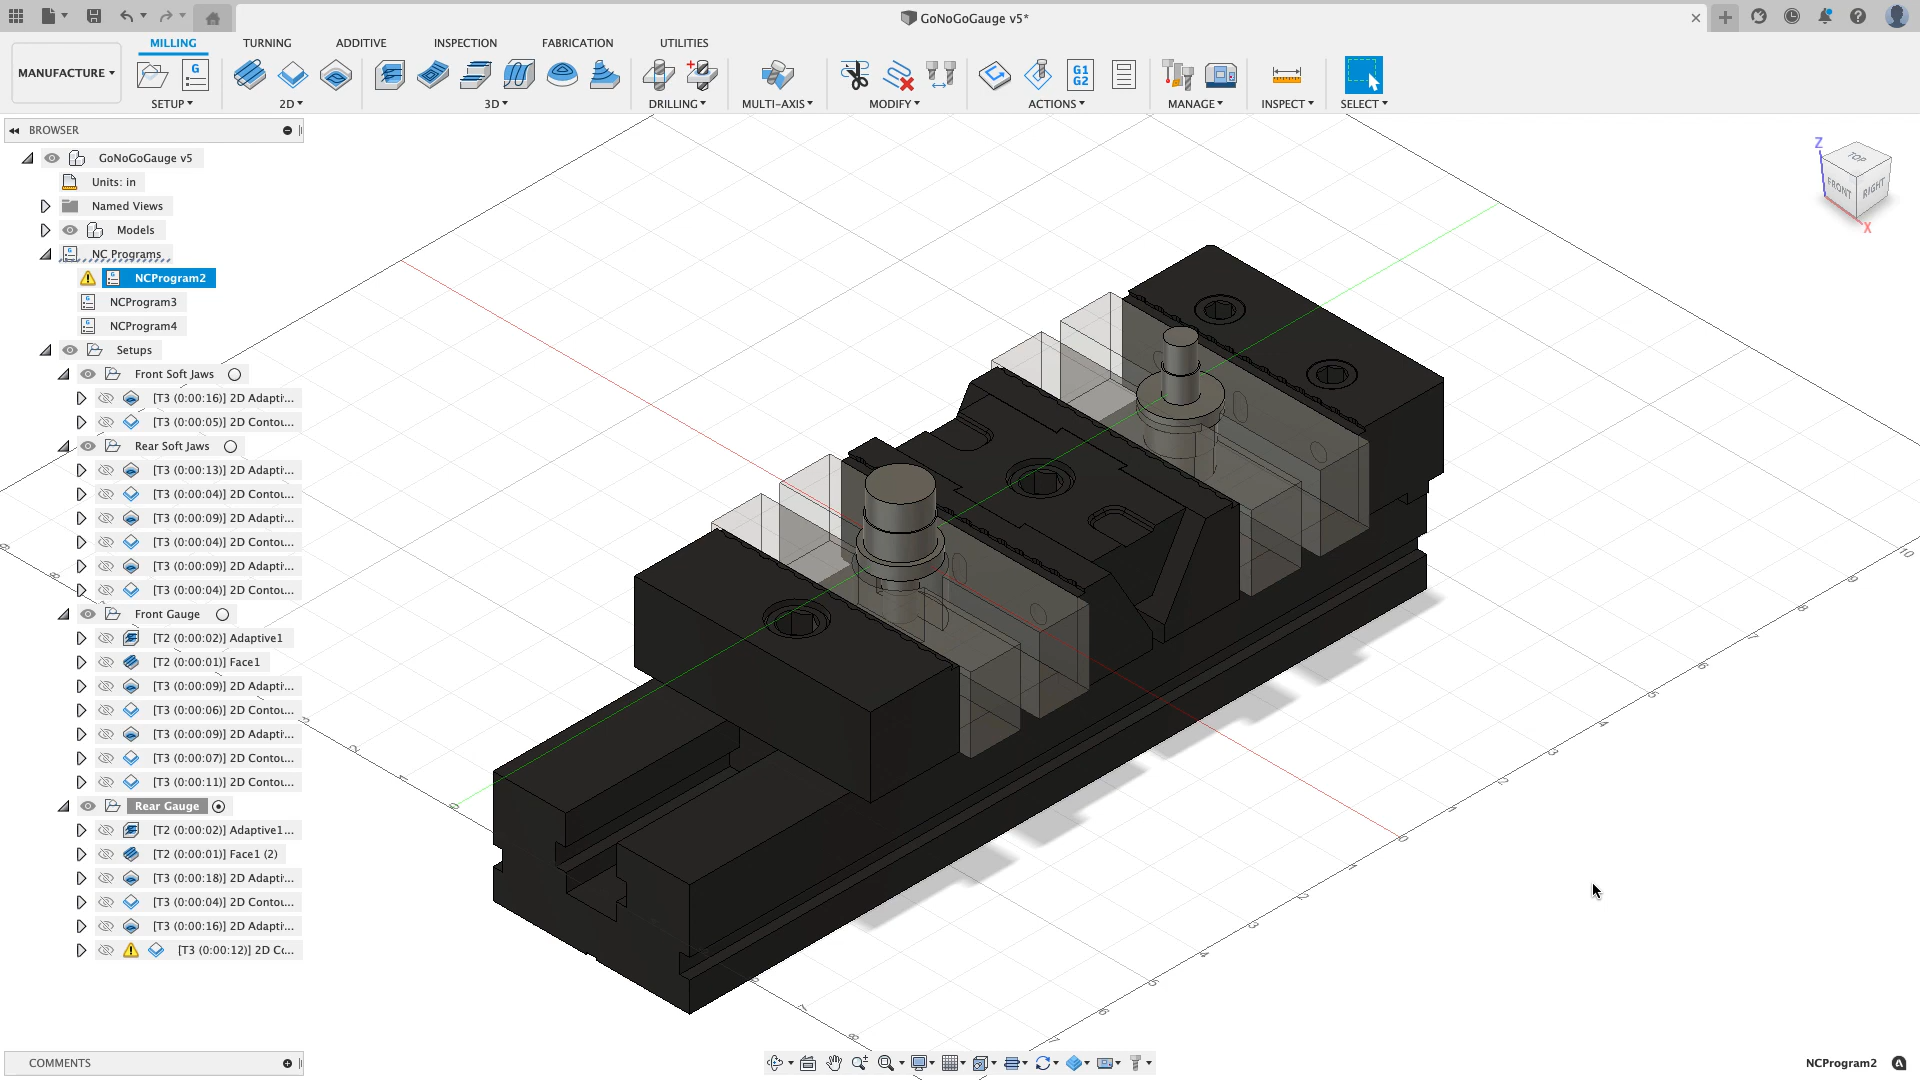 GoNoGoGauge v5*
MILLING TURNING ADDITIVE INSPECTION FABRICATION UTILITIES
MANUFACTURE
G
G1
G2
SETUP 2D 3D DRILLING MULTI-AXIS MODIFY ACTIONS MANAGE INSPECT SELECT
BROWSER
GoNoGoGauge v5
Units: in
Named Views
Models
NC Programs
NCProgram2
NCProgram3
NCProgram4
Setups
Front Soft Jaws
[T3 (0:00:16)] 2D Adapti...
[T3 (0:00:05)] 2D Contou...
Rear Soft Jaws
[T3 (0:00:13)] 2D Adapti...
[T3 (0:00:04)] 2D Contou...
[T3 (0:00:09)] 2D Adapti...
[T3 (0:00:04)] 2D Contou...
[T3 (0:00:09)] 2D Adapti...
[T3 (0:00:04)] 2D Contou...
Front Gauge
[T2 (0:00:02)] Adaptive1
[T2 (0:00:01)] Face1
[T3 (0:00:09)] 2D Adapti...
[T3 (0:00:06)] 2D Contou...
[T3 (0:00:09)] 2D Adapti...
[T3 (0:00:07)] 2D Contou...
[T3 (0:00:11)] 2D Contou...
Rear Gauge
[T2 (0:00:02)] Adaptive1...
[T2 (0:00:01)] Face1 (2)
[T3 (0:00:18)] 2D Adapti...
[T3 (0:00:04)] 2D Contou...
[T3 (0:00:16)] 2D Adapti...
[T3 (0:00:12)] 2D Co...
Z
TOP
FRONT
RIGHT
X
COMMENTS
NCProgram2